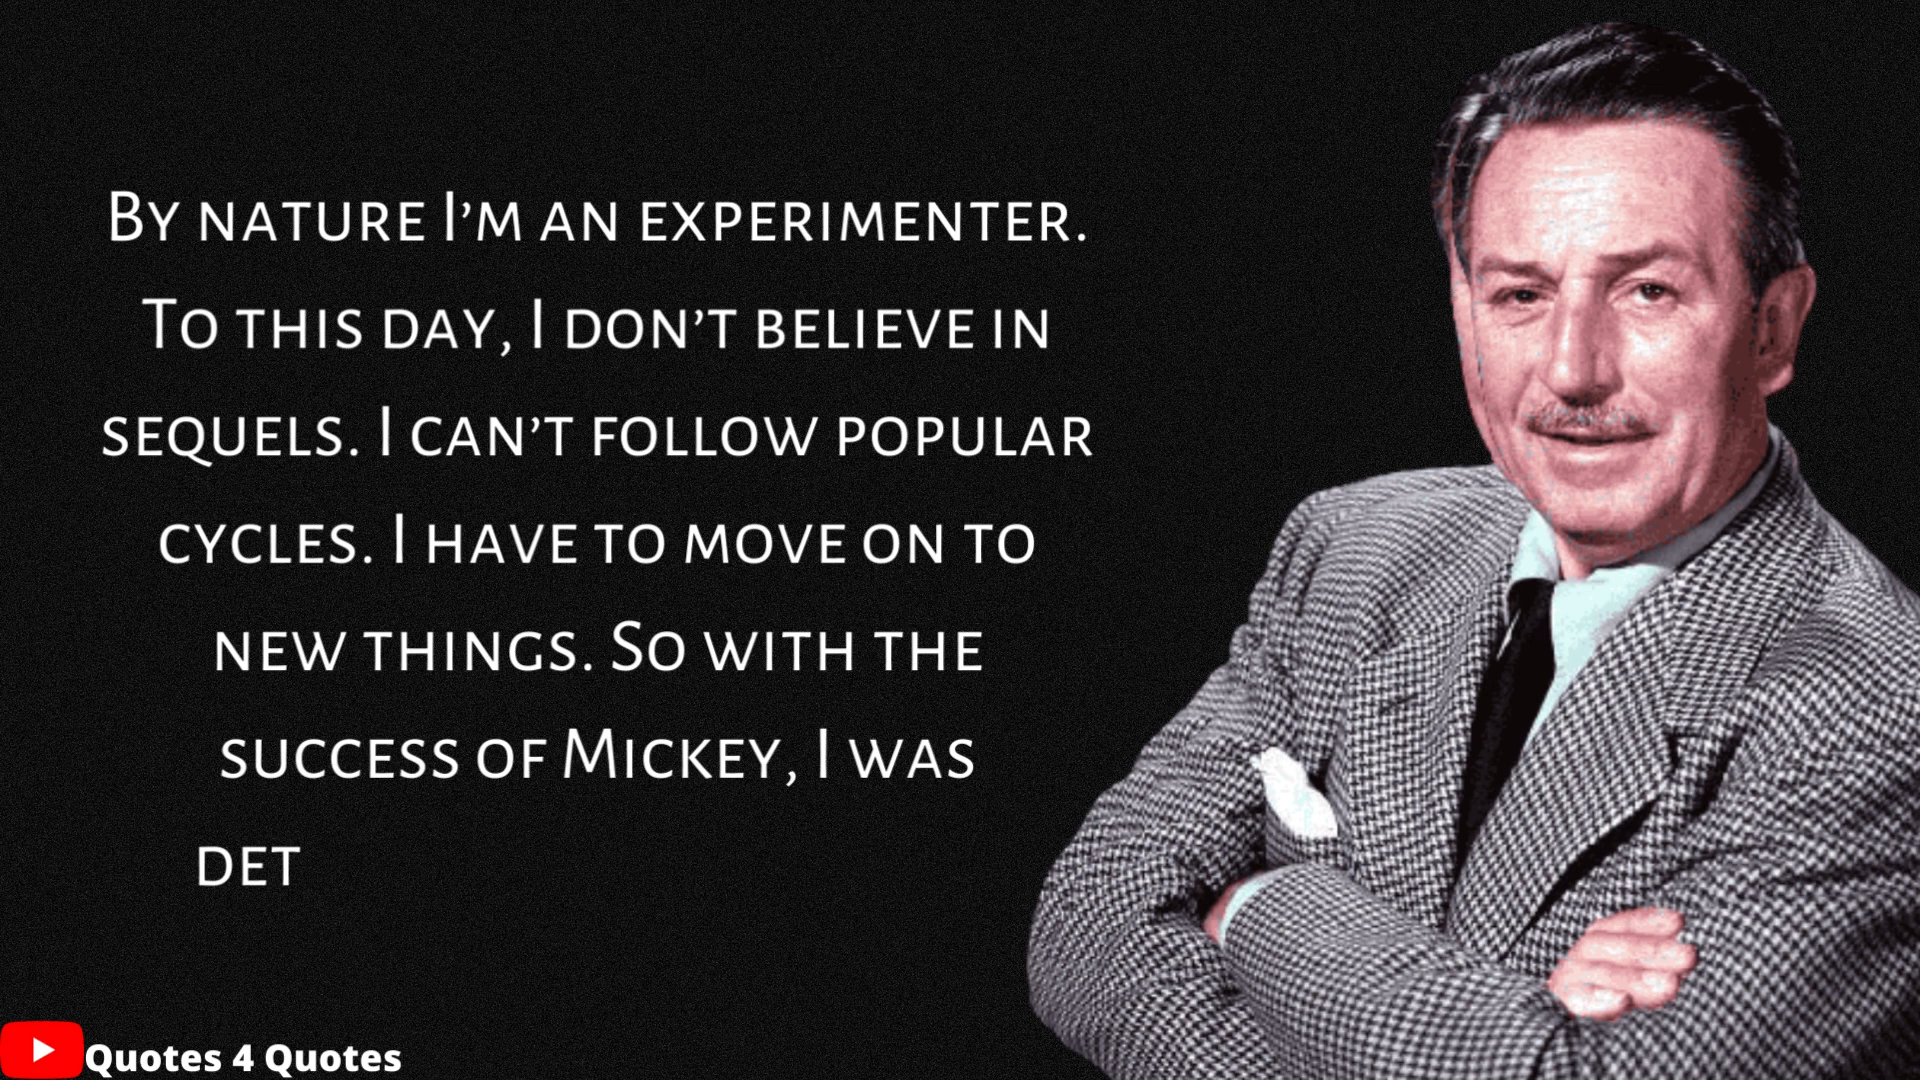 By nature I’m an experimenter.
To this day, I don’t believe in
sequels. I can’t follow popular
cycles. I have to move on to
new things. So with the
success of Mickey, I was
det
Quotes 4 Quotes